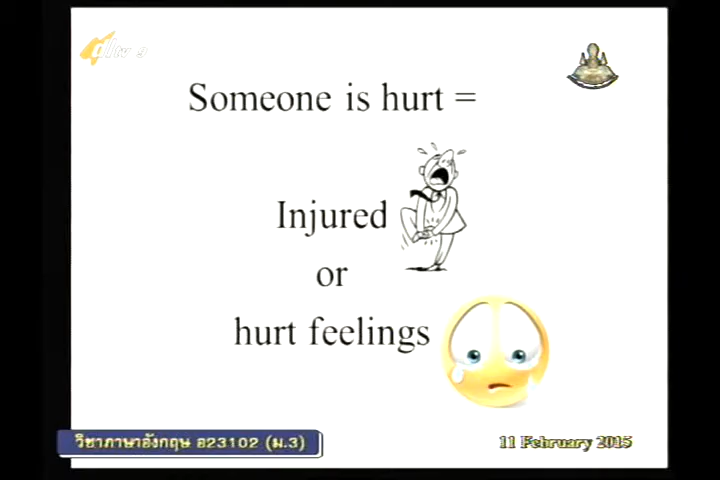 Someone is hurt =
Injured
or
hurt feelings
วิชาภาษาอังกฤษ อ23102 (ม.3)
11 February 2015